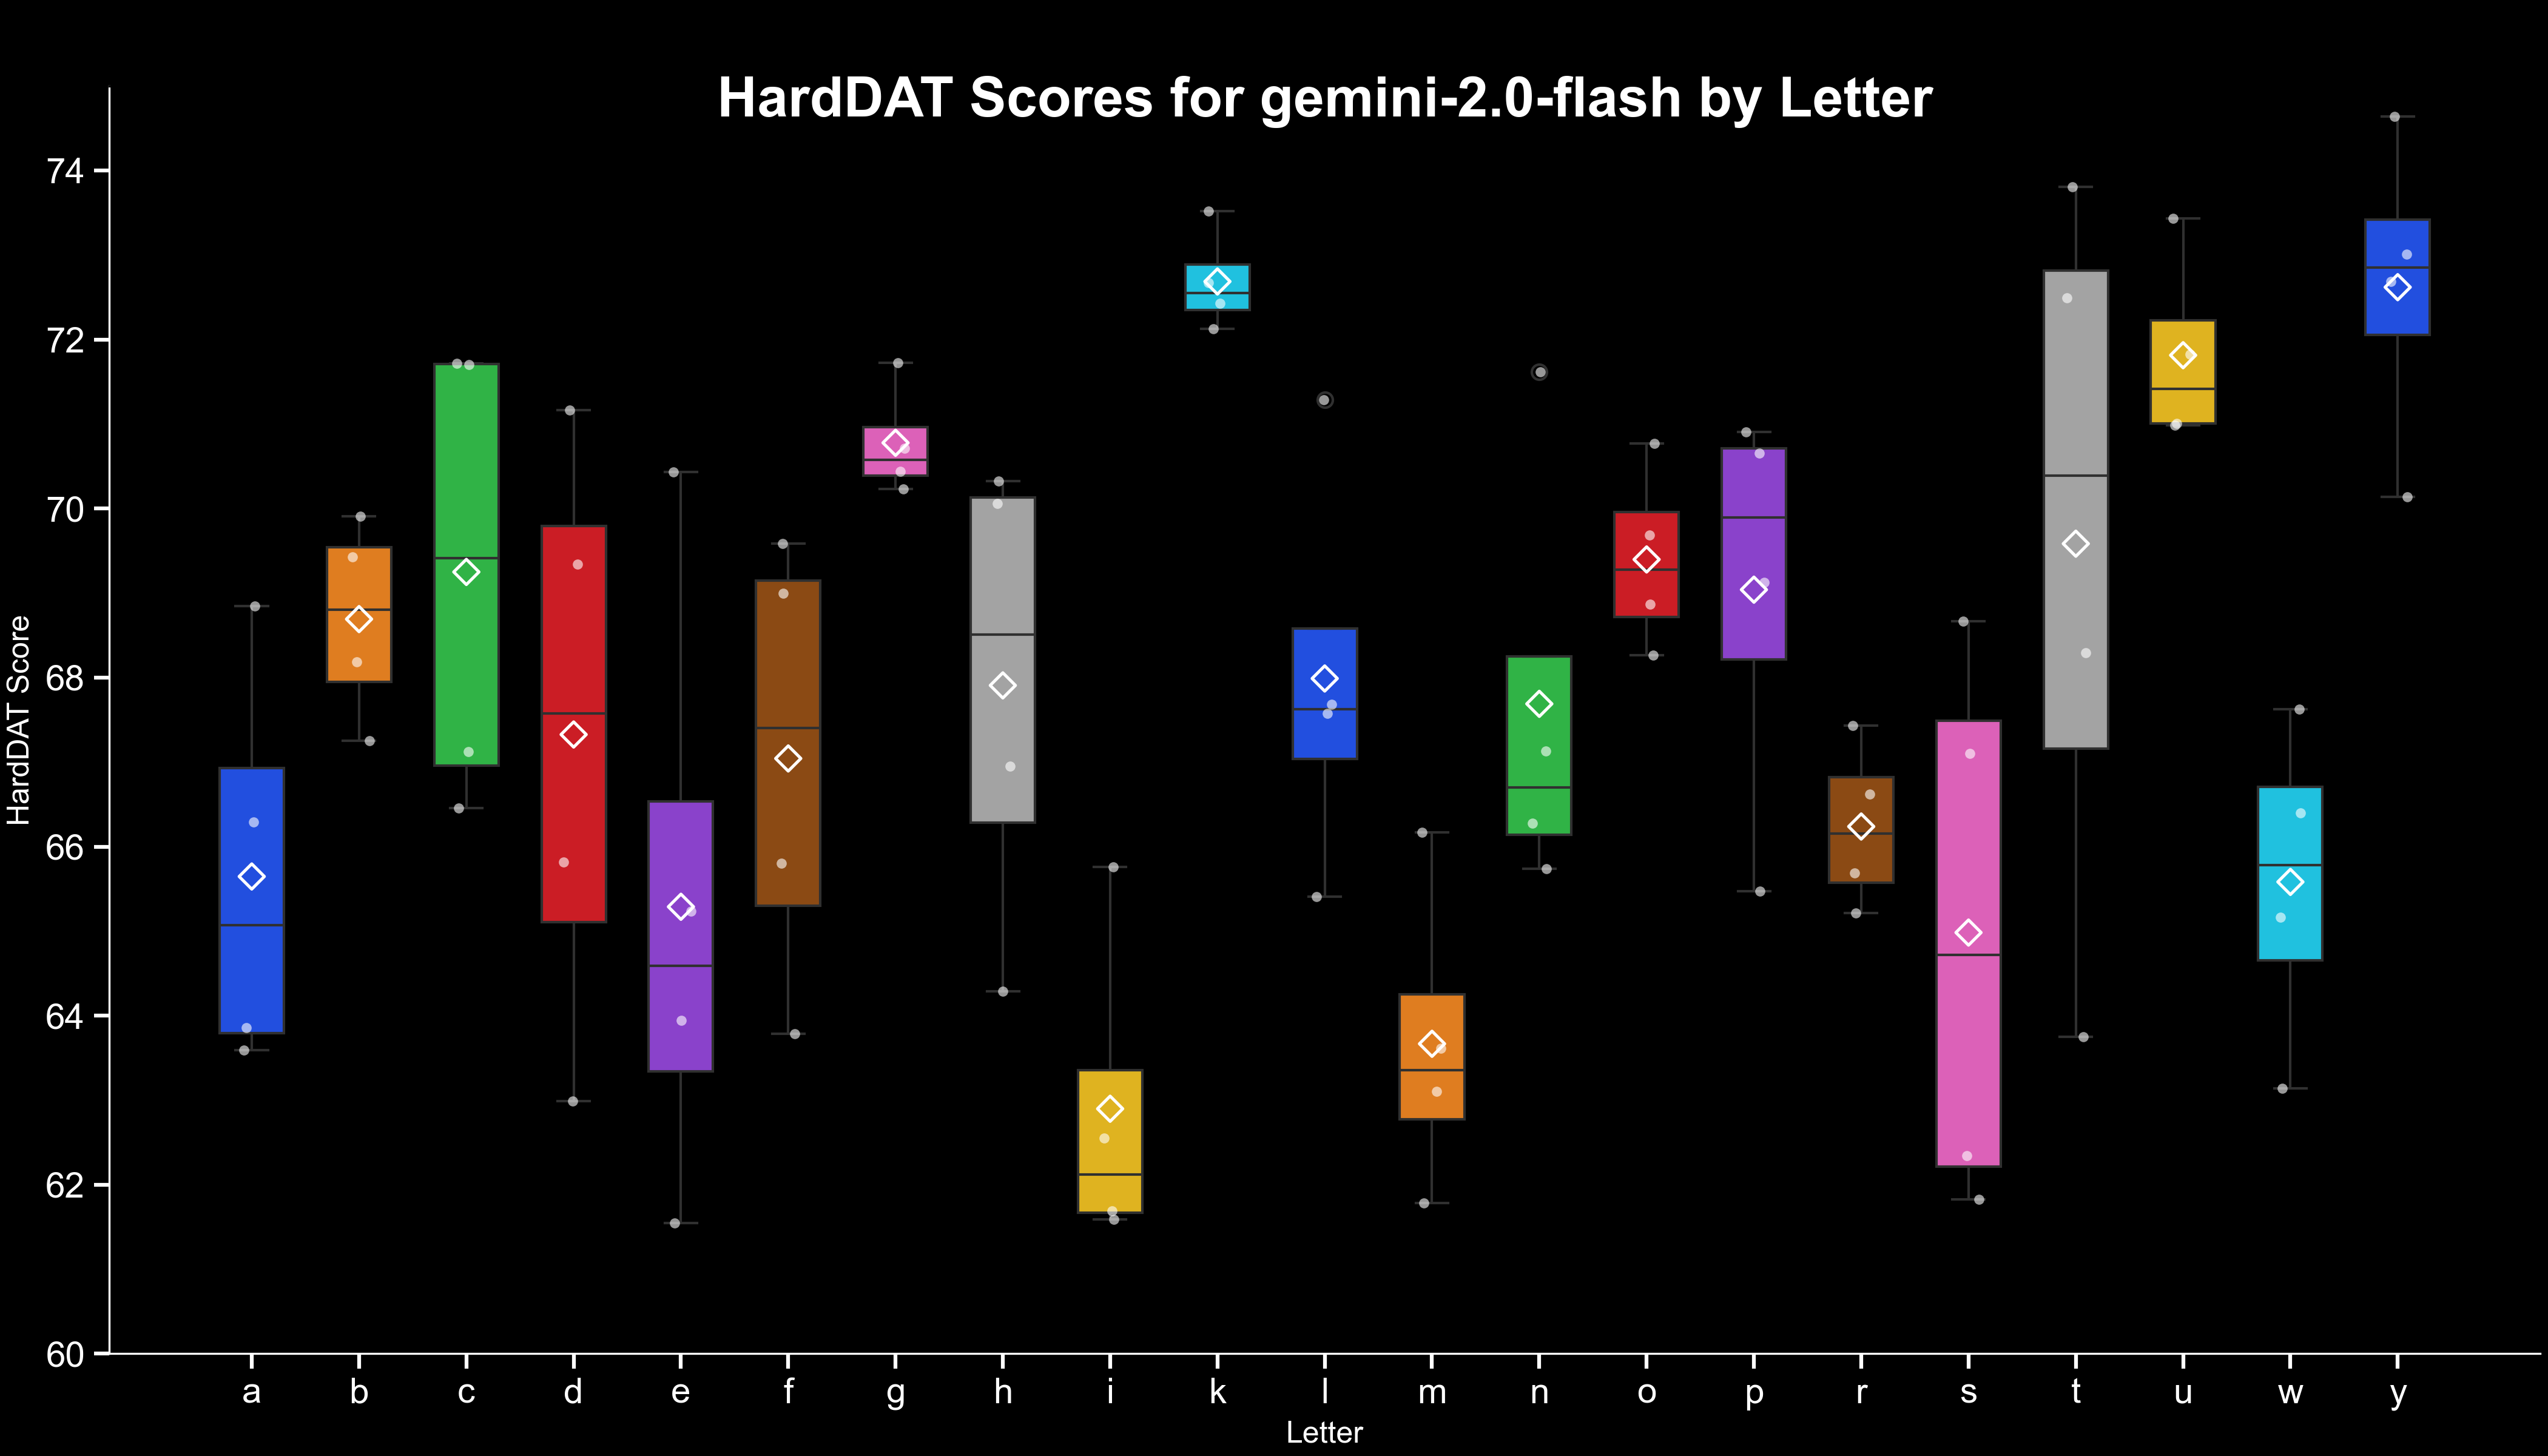 HardDAT Scores for gemini-2.0-flash by Letter
HardDAT Score
74
72
70
68
66
64
62
60
a b c d e f g h i k l m n o p r s t u w y
Letter